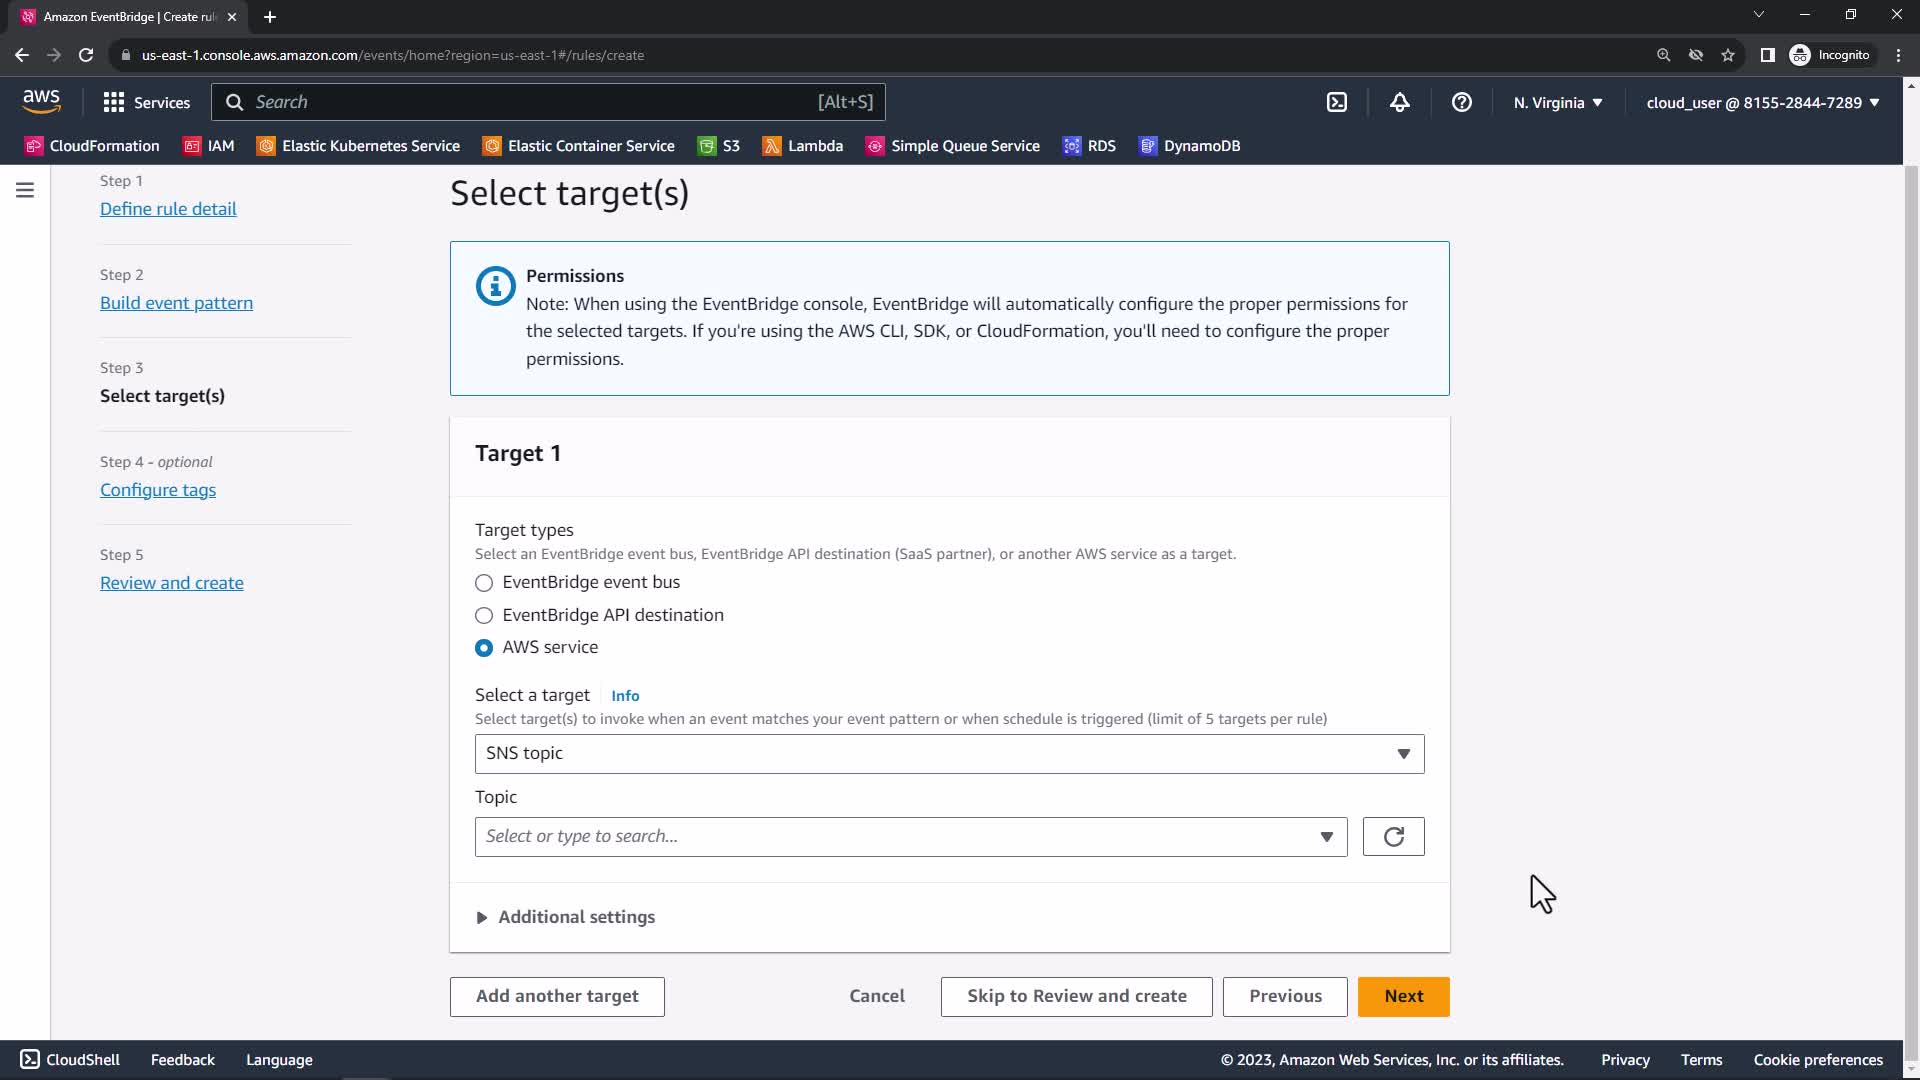 Amazon EventBridge | Create rul
us-east-1.console.aws.amazon.com/events/home?region=us-east-1#/rules/create
Incognito
aws
Services
Search
[Alt+S]
N. Virginia
cloud_user @ 8155-2844-7289
CloudFormation
IAM
Elastic Kubernetes Service
Elastic Container Service
S3
Lambda
Simple Queue Service
RDS
DynamoDB
Step 1
Define rule detail
Step 2
Build event pattern
Step 3
Select target(s)
Step 4 - optional
Configure tags
Step 5
Review and create
Select target(s)
Permissions
Note: When using the EventBridge console, EventBridge will automatically configure the proper permissions for
the selected targets. If you're using the AWS CLI, SDK, or CloudFormation, you'll need to configure the proper
permissions.
Target 1
Target types
Select an EventBridge event bus, EventBridge API destination (SaaS partner), or another AWS service as a target.
EventBridge event bus
EventBridge API destination
AWS service
Select a target
Info
Select target(s) to invoke when an event matches your event pattern or when schedule is triggered (limit of 5 targets per rule)
SNS topic
Topic
Select or type to search...
Additional settings
Add another target
Cancel
Skip to Review and create
Previous
Next
CloudShell
Feedback
Language
© 2023, Amazon Web Services, Inc. or its affiliates.
Privacy
Terms
Cookie preferences